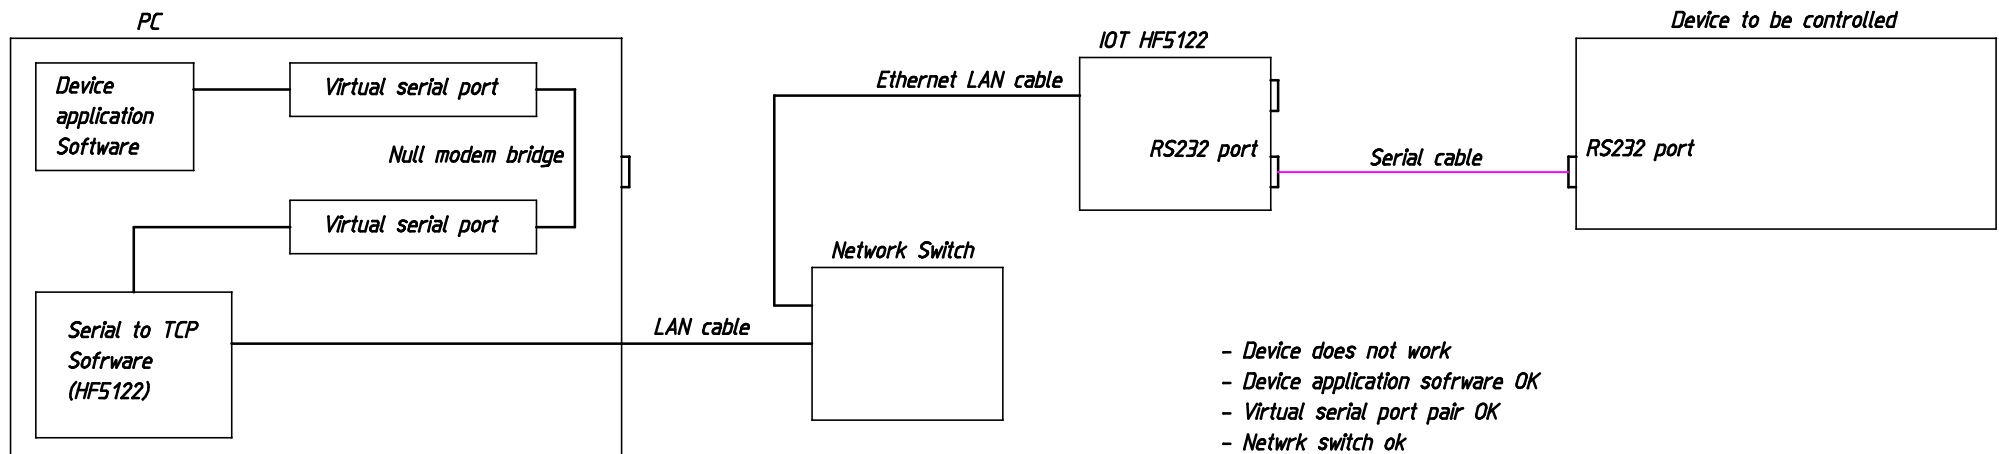 PC
Device
application
Software
Virtual serial port
Null modem bridge
Virtual serial port
Serial to TCP
Sofrware
(HF5122)
LAN cable
Network Switch
Ethernet LAN cable
IOT HF5122
RS232 port
Serial cable
Device to be controlled
RS232 port
- Device does not work
- Device application sofrware OK
- Virtual serial port pair OK
- Netwrk switch ok